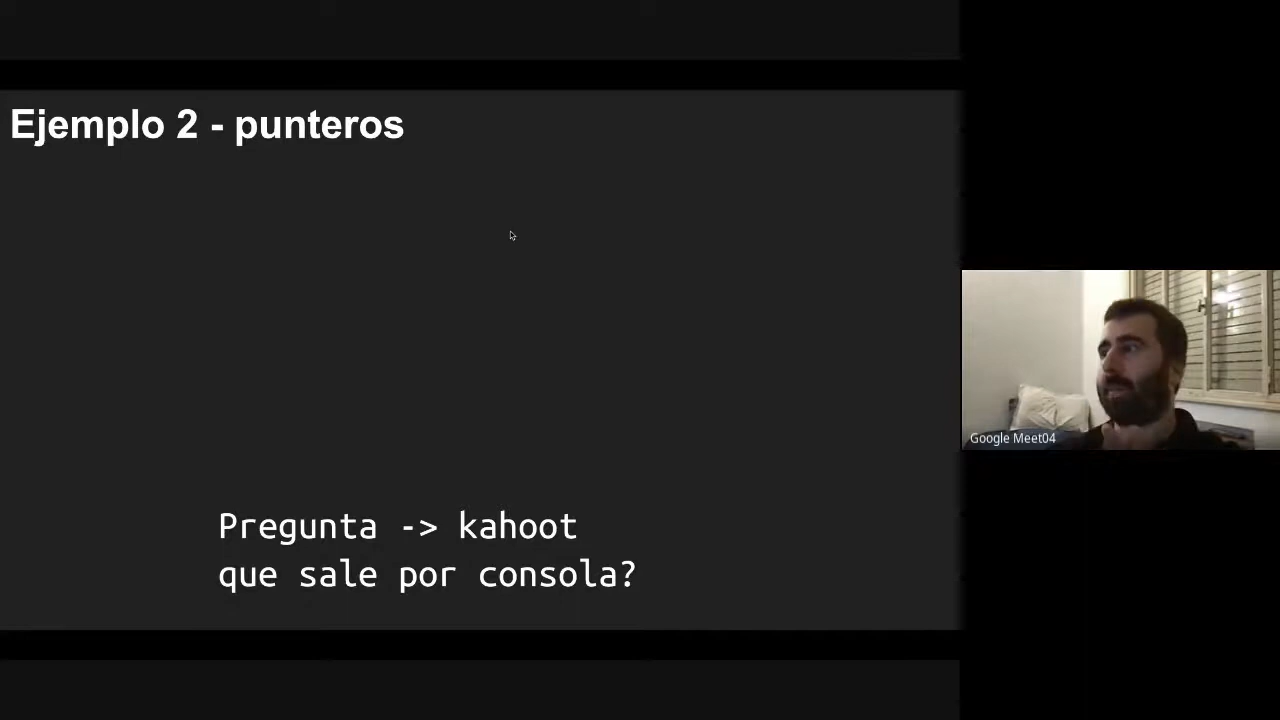 Ejemplo 2 - punteros
Pregunta -> kahoot
que sale por consola?
Google Meet04